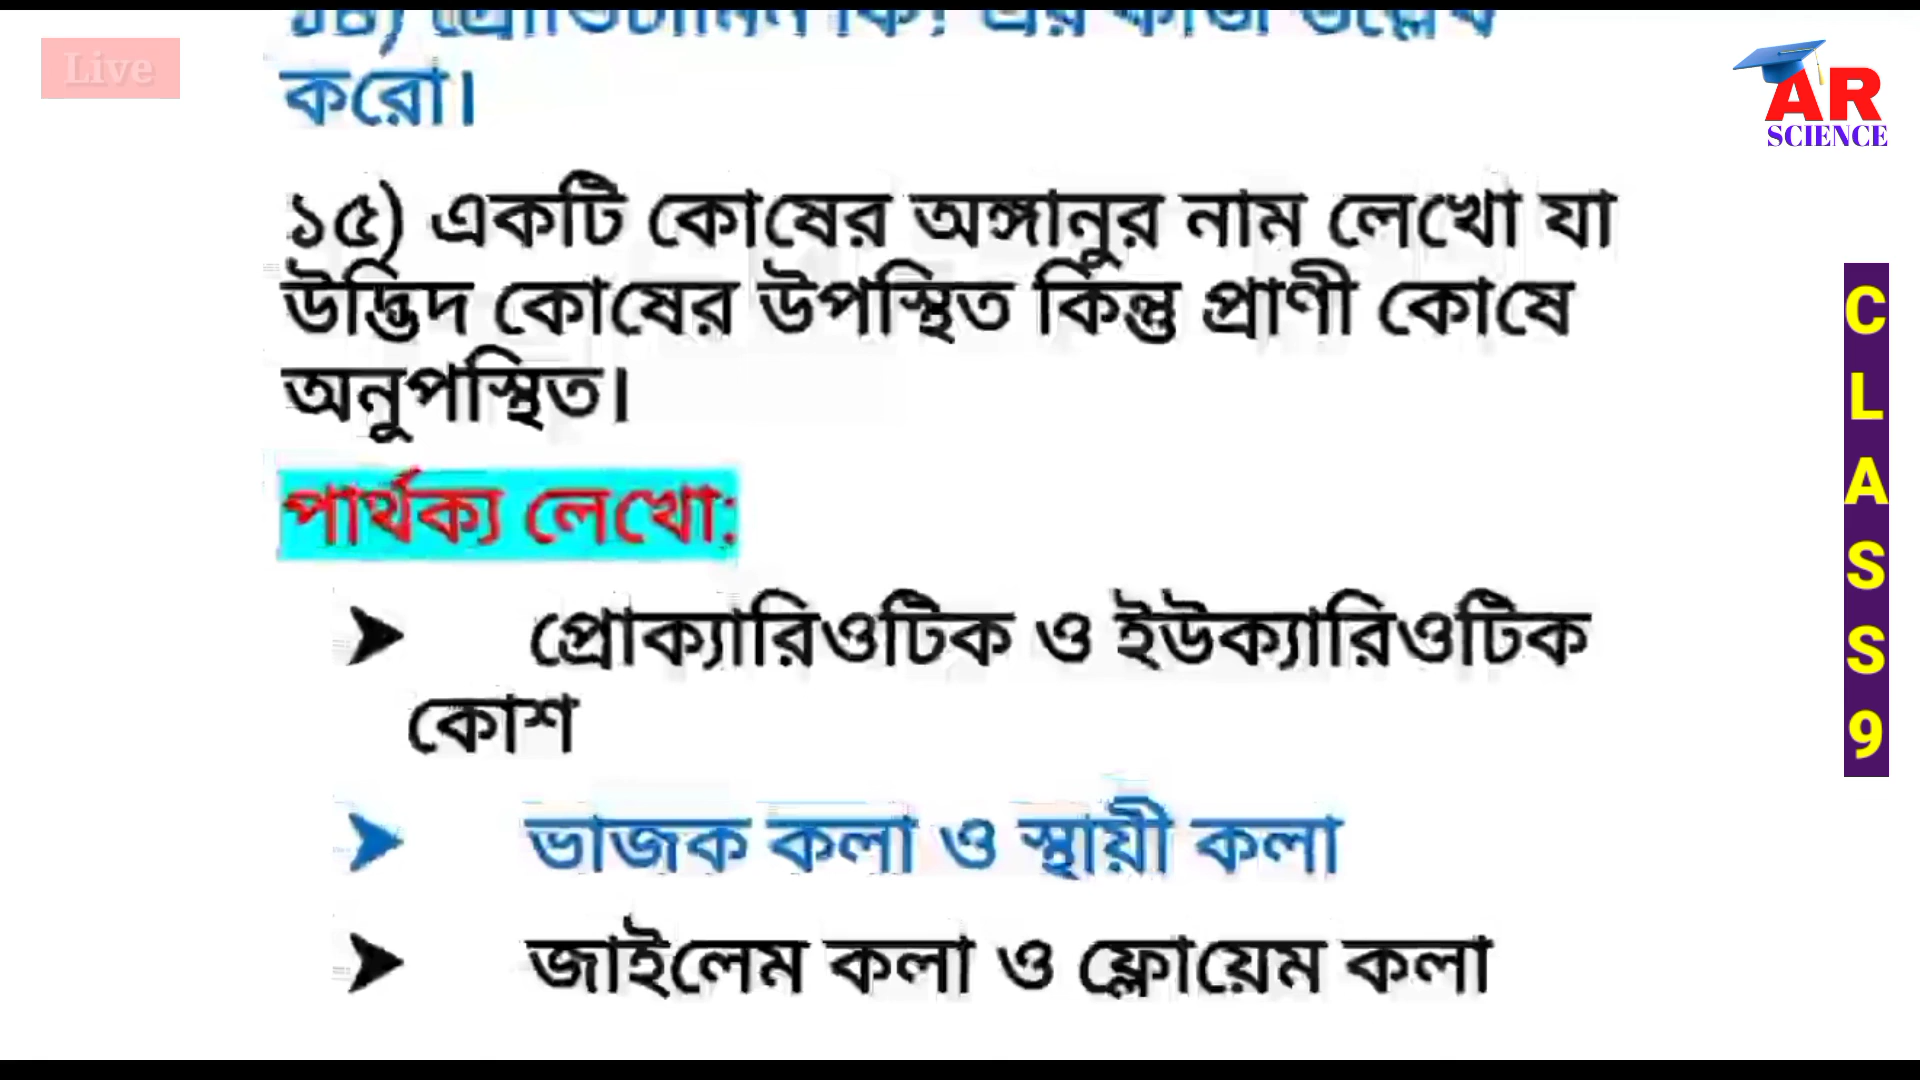 Live
করো।
AR
SCIENCE
১৫) একটি কোষের অঙ্গানুর নাম লেখো যা
উদ্ভিদ কোষের উপস্থিত কিন্তু প্রাণী কোষে
অনুপস্থিত।
পার্থক্য লেখো:
➤ প্রোক্যারিওটিক ও ইউক্যারিওটিক
কোশ
➤ ভাজক কলা ও স্থায়ী কলা
➤ জাইলেম কলা ও ফ্লোয়েম কলা
CLASS 9